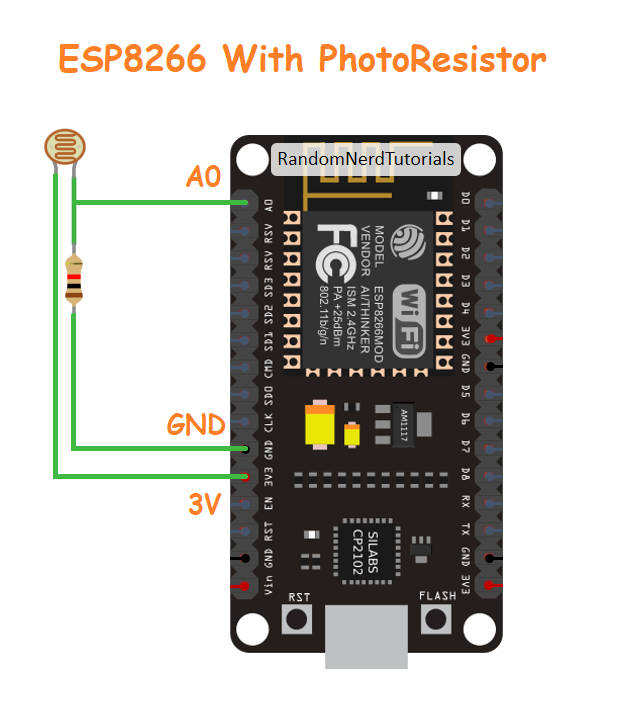 ESP8266 With PhotoResistor
RandomNerdTutorials
A0
GND
3V
A0
RSV
RSV
SD3
SD2
SD1
CMD
SD0
CLK
GND
3V3
EN
RST
GND
Vin
D0
D1
D2
D3
D4
3V3
GND
D5
D6
D7
D8
RX
TX
GND
3V3
MODEL
VENDOR
ESP8266MOD
AI/THINKER
ISM 2.4GHz
PA +25dBm
802.11b/g/n
FC
Wi Fi
AM1117
SILABS
CP2102
RST
FLASH